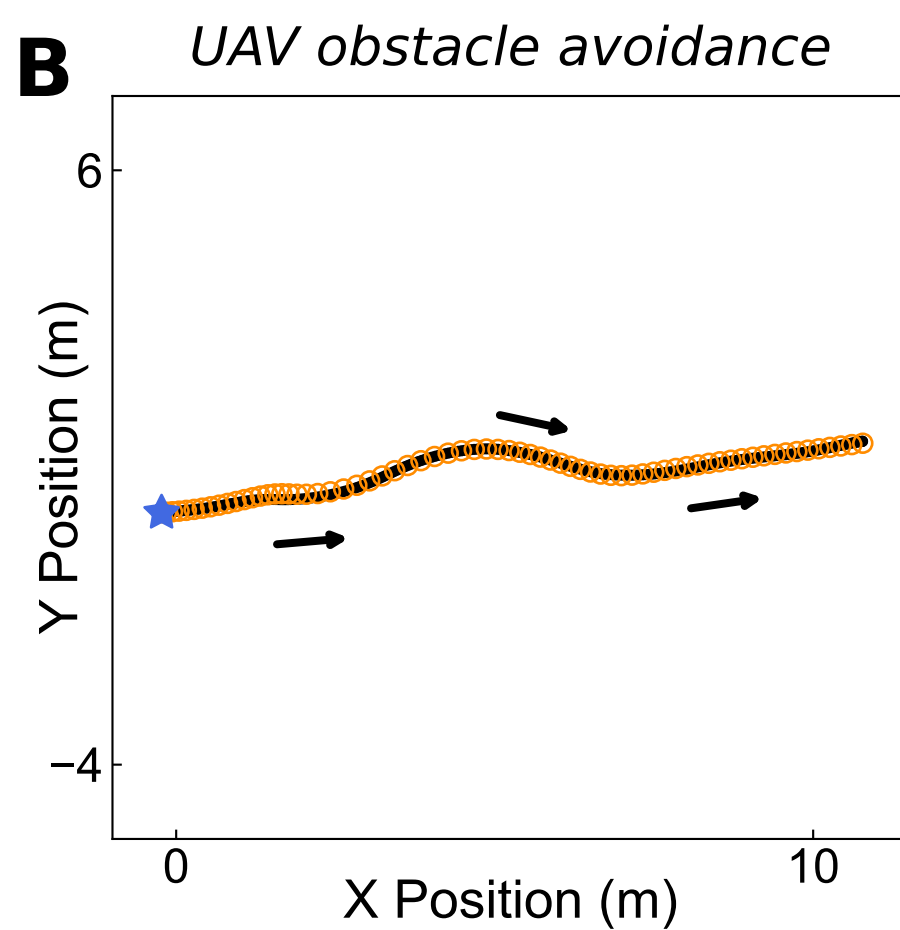 B
UAV obstacle avoidance
6
Y Position (m)
−4
0
10
X Position (m)